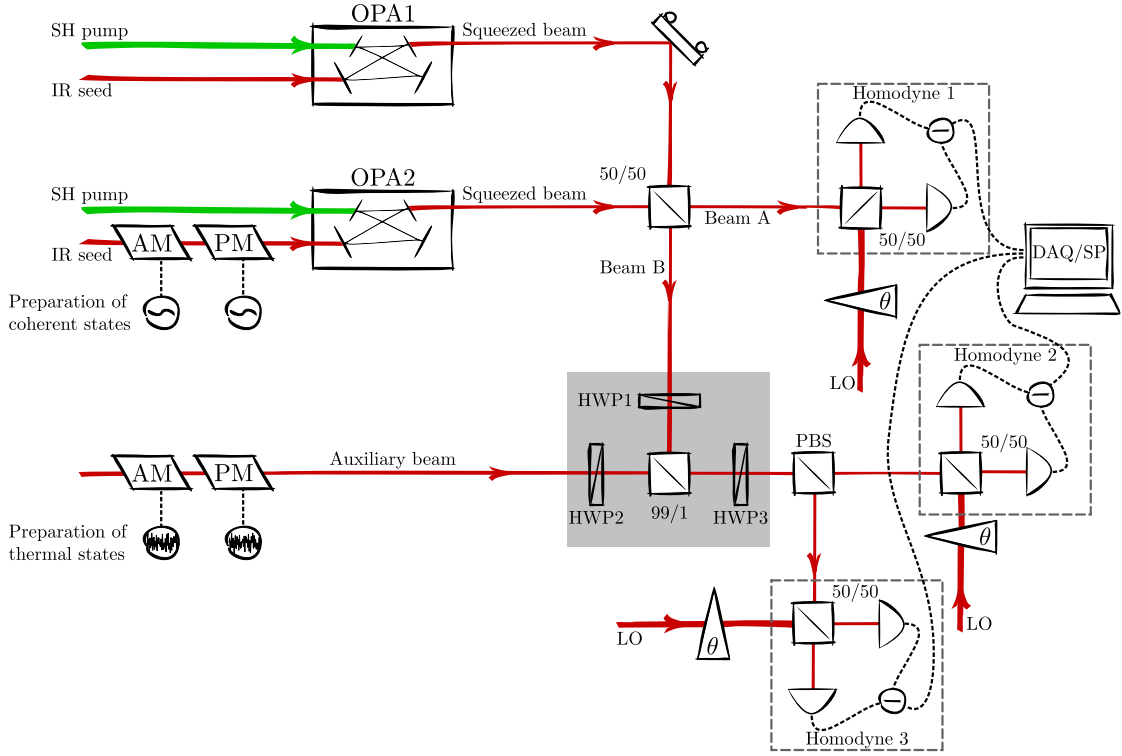 OPA1
SH pump
Squeezed beam
IR seed
Homodyne 1
50/50
OPA2
SH pump
Squeezed beam
50/50
Beam A
AM
PM
IR seed
Beam B
DAQ/SP
Preparation of
coherent states
θ
LO
Homodyne 2
HWP1
50/50
PBS
Auxiliary beam
AM
PM
HWP2
99/1
HWP3
Preparation of
thermal states
θ
50/50
LO
LO
θ
Homodyne 3